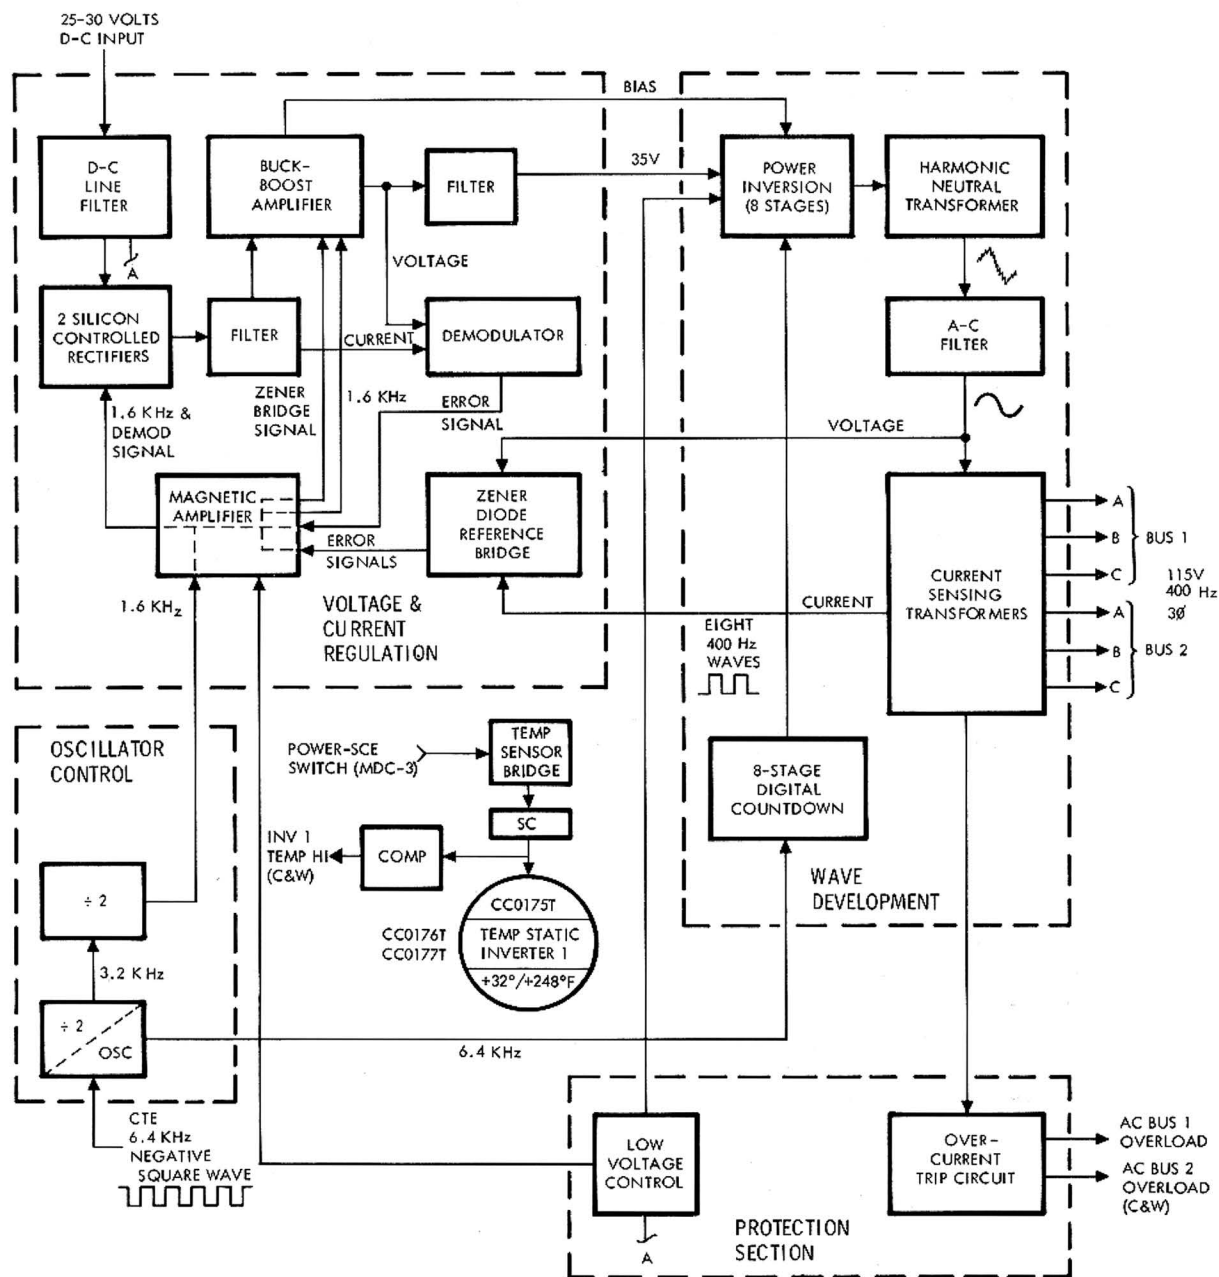 25-30 VOLTS
D-C INPUT
BIAS
D-C
LINE
FILTER
BUCK-
BOOST
AMPLIFIER
FILTER
35V
POWER
INVERSION
(8 STAGES)
HARMONIC
NEUTRAL
TRANSFORMER
A
VOLTAGE
2 SILICON
CONTROLLED
RECTIFIERS
FILTER
CURRENT
DEMODULATOR
A-C
FILTER
ZENER
BRIDGE
SIGNAL
1.6 KHz
ERROR
SIGNAL
1.6 KHz &
DEMOD
SIGNAL
VOLTAGE
MAGNETIC
AMPLIFIER
ERROR
SIGNALS
ZENER
DIODE
REFERENCE
BRIDGE
CURRENT
SENSING
TRANSFORMERS
A
B
C
BUS 1
115V
400 Hz
3Ø
A
B
C
BUS 2
1.6 KHz
VOLTAGE &
CURRENT
REGULATION
CURRENT
EIGHT
400 Hz
WAVES
OSCILLATOR
CONTROL
POWER-SCE
SWITCH (MDC-3)
TEMP
SENSOR
BRIDGE
SC
8-STAGE
DIGITAL
COUNTDOWN
INV 1
TEMP HI
(C&W)
COMP
÷ 2
WAVE
DEVELOPMENT
CC0175T
CC0176T
CC0177T
TEMP STATIC
INVERTER 1
+32°/+248°F
3.2 KHz
÷ 2
OSC
6.4 KHz
CTE
6.4 KHz
NEGATIVE
SQUARE WAVE
LOW
VOLTAGE
CONTROL
OVER-
CURRENT
TRIP CIRCUIT
AC BUS 1
OVERLOAD
AC BUS 2
OVERLOAD
(C&W)
A
PROTECTION
SECTION